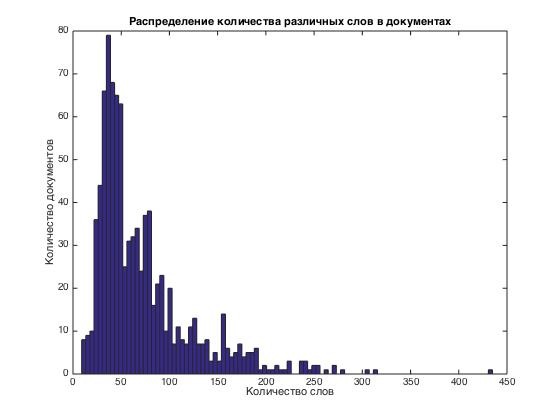 Распределение количества различных слов в документах
80
70
60
50
40
30
20
10
0
Количество документов
0 50 100 150 200 250 300 350 400 450
Количество слов